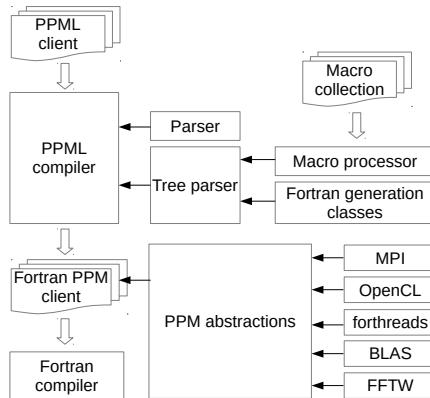 PPML
client
Macro
collection
PPML
compiler
Parser
Tree parser
Macro processor
Fortran generation
classes
Fortran PPM
client
PPM abstractions
MPI
OpenCL
forthreads
BLAS
FFTW
Fortran
compiler